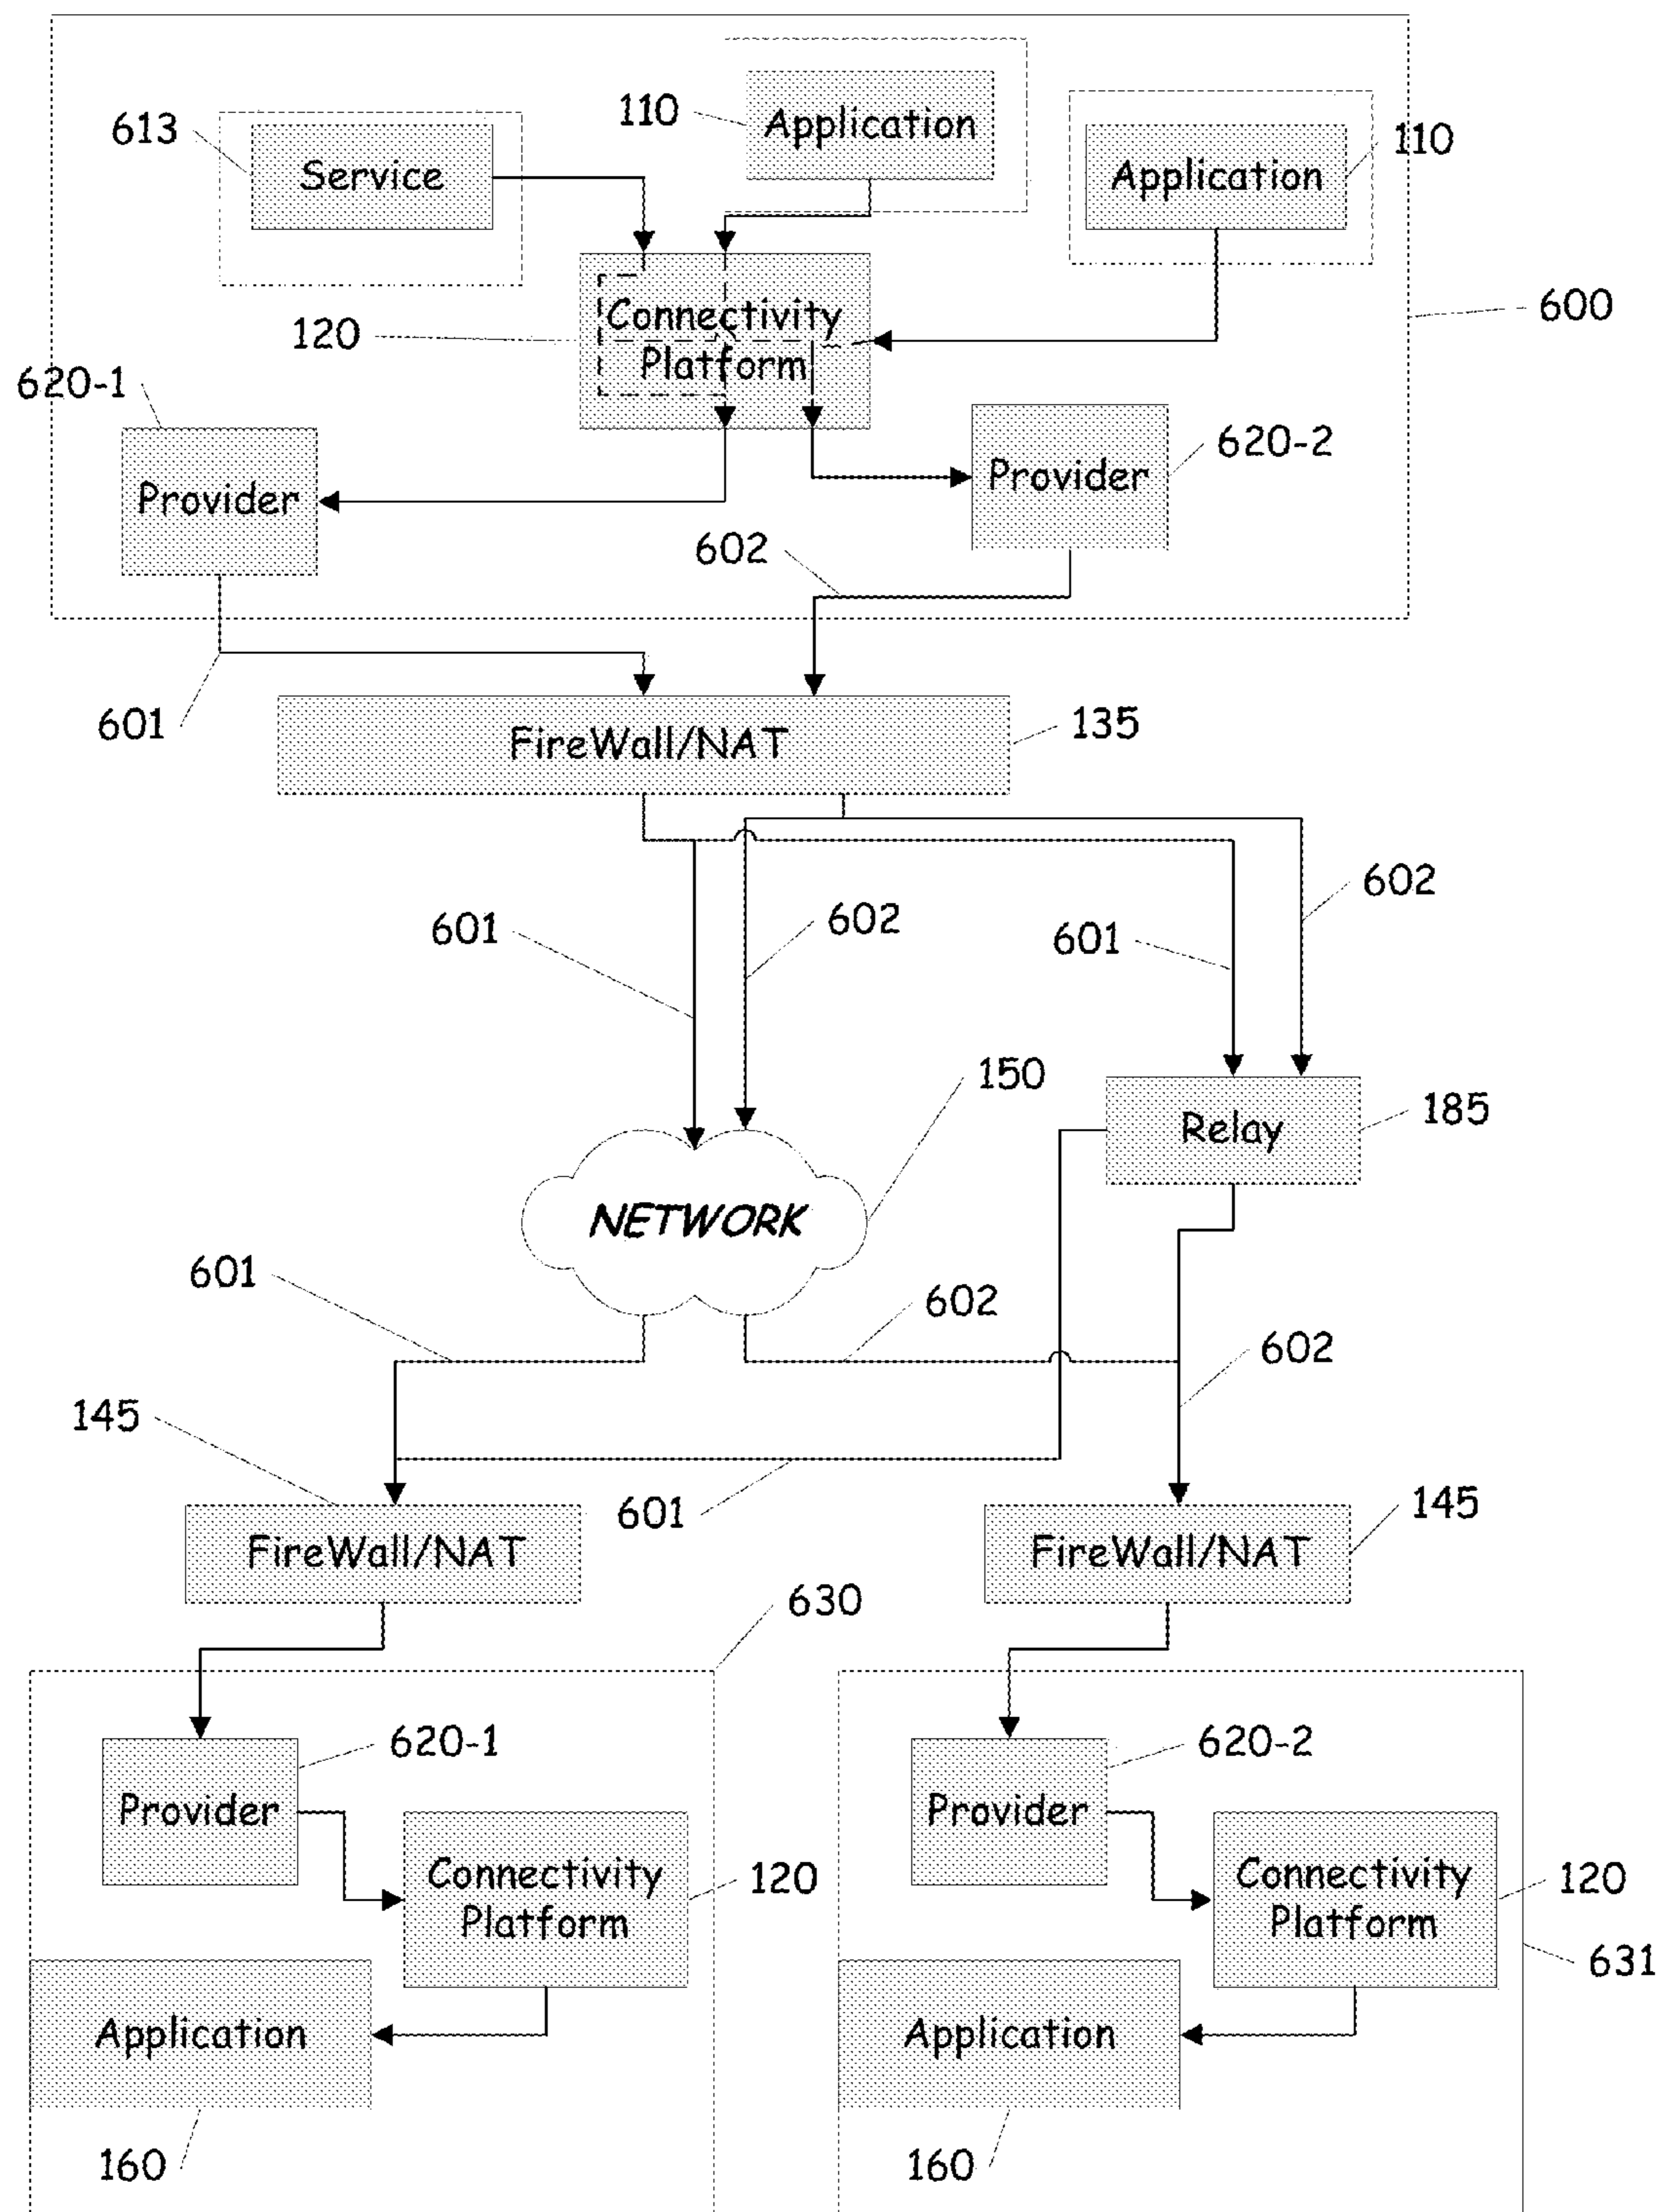 110
Application
613
Service
Application
110
600
120
Connectivity
Platform
620-1
Provider
620-2
Provider
602
601
FireWall/NAT
135
601
602
601
602
150
Relay
185
NETWORK
601
602
602
145
601
145
FireWall/NAT
FireWall/NAT
630
620-1
620-2
Provider
Provider
Connectivity
Platform
120
Connectivity
Platform
120
631
Application
Application
160
160